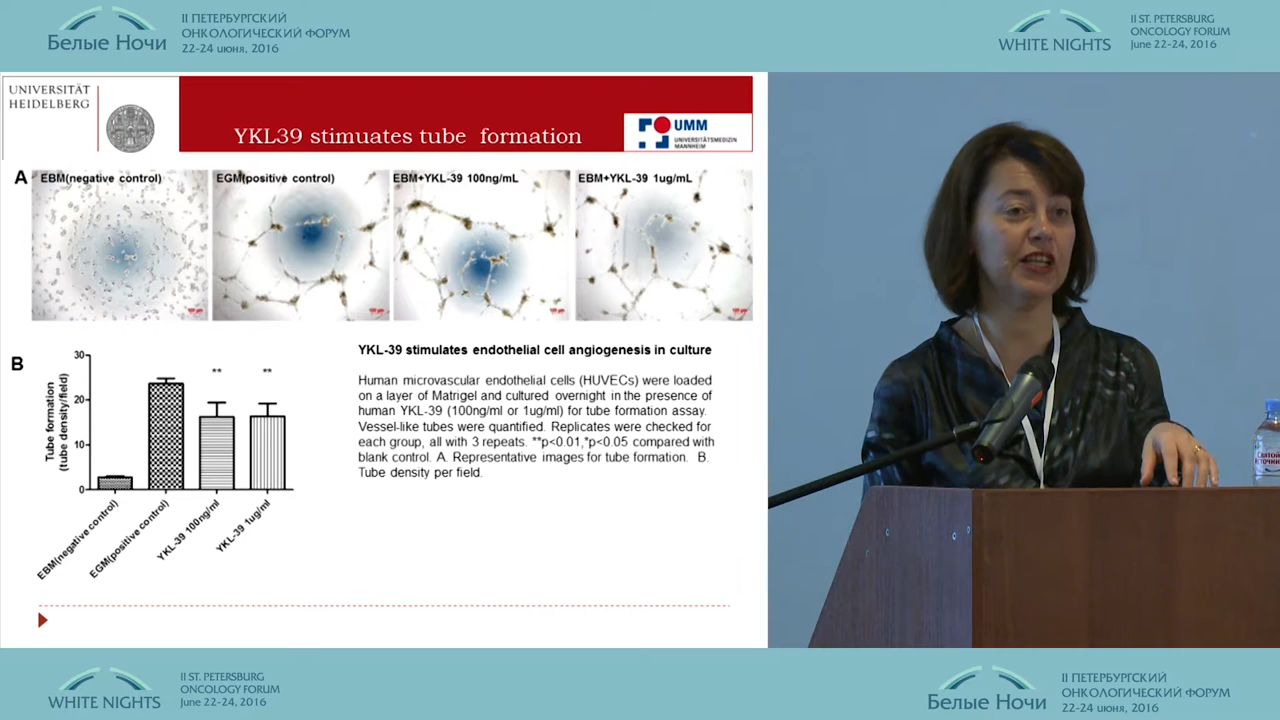 II ПЕТЕРБУРГСКИЙ
ОНКОЛОГИЧЕСКИЙ ФОРУМ
Белые Ночи
22-24 июня, 2016
II ST. PETERSBURG
ONCOLOGY FORUM
WHITE NIGHTS
June 22-24, 2016
UNIVERSITÄT
HEIDELBERG
YKL39 stimuates tube formation
UMM
UNIVERSITÄTSMEDIZIN
MANNHEIM
A
EBM(negative control)
EGM(positive control)
EBM+YKL-39 100ng/mL
EBM+YKL-39 1ug/mL
B
Tube formation
(tube density/field)
30
20
10
0
**
**
EBM(negative control)
EGM(positive control)
YKL-39 100ng/ml
YKL-39 1ug/ml
YKL-39 stimulates endothelial cell angiogenesis in culture
Human microvascular endothelial cells (HUVECs) were loaded
on a layer of Matrigel and cultured overnight in the presence of
human YKL-39 (100ng/ml or 1ug/ml) for tube formation assay.
Vessel-like tubes were quantified. Replicates were checked for
each group, all with 3 repeats. **p<0.01,*p<0.05 compared with
blank control. A. Representative images for tube formation. B.
Tube density per field.
II ST. PETERSBURG
ONCOLOGY FORUM
WHITE NIGHTS
June 22-24, 2016
II ПЕТЕРБУРГСКИЙ
ОНКОЛОГИЧЕСКИЙ ФОРУМ
Белые Ночи
22-24 июня, 2016